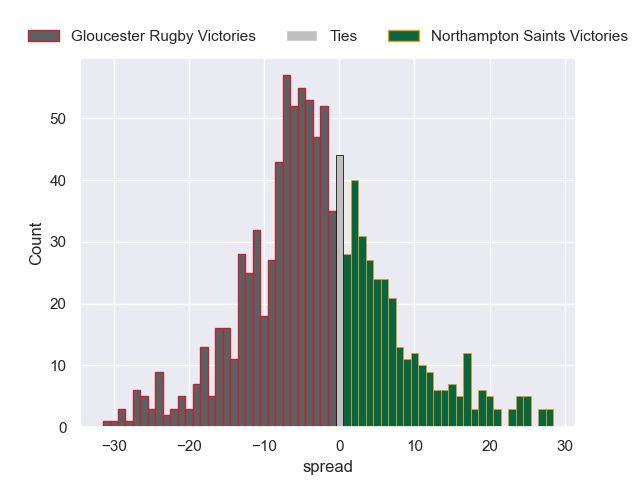 Gloucester Rugby Victories Ties Northampton Saints Victories
50
40
30
20
10
0
Count
−30 −20 −10 0 10 20 30
spread